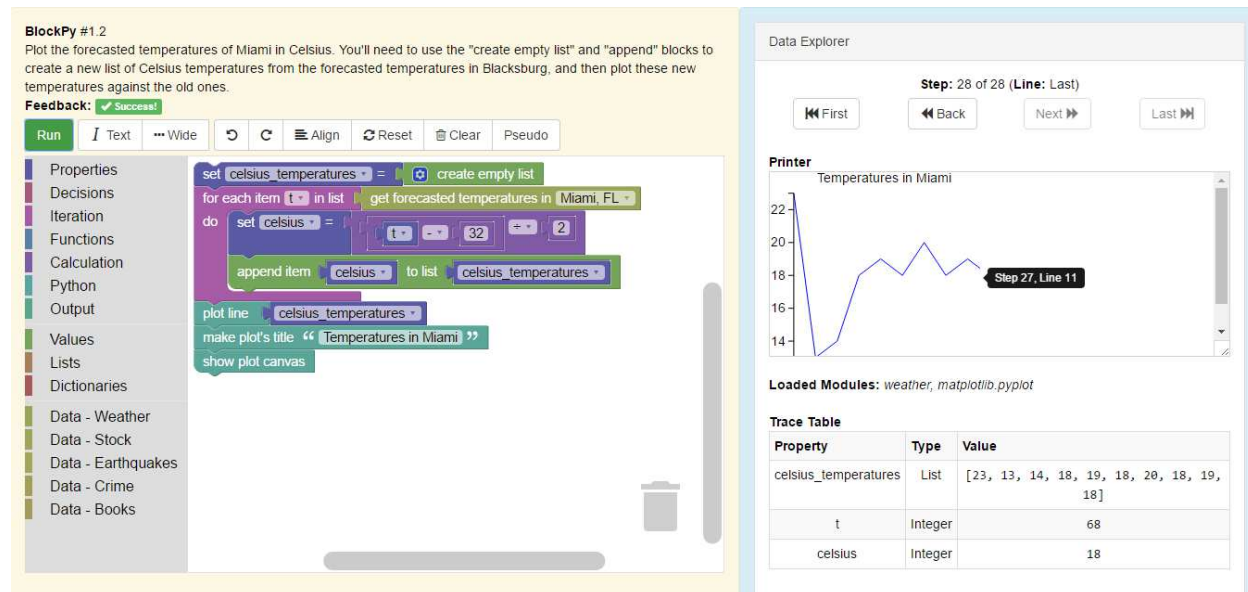 BlockPy #1.2
Plot the forecasted temperatures of Miami in Celsius. You'll need to use the "create empty list" and "append" blocks to
create a new list of Celsius temperatures from the forecasted temperatures in Blacksburg, and then plot these new
temperatures against the old ones.
Feedback: Success!
Run Text Wide Align Reset Clear Pseudo
Properties
Decisions
Iteration
Functions
Calculation
Python
Output
Values
Lists
Dictionaries
Data - Weather
Data - Stock
Data - Earthquakes
Data - Crime
Data - Books
set celsius_temperatures = create empty list
for each item t in list get forecasted temperatures in Miami, FL
do set celsius = t - 32 ÷ 2
append item celsius to list celsius_temperatures
plot line celsius_temperatures
make plot's title “ Temperatures in Miami ”
show plot canvas
Data Explorer
Step: 28 of 28 (Line: Last)
First Back Next Last
Printer
Temperatures in Miami
22
20
18
16
14
Step 27, Line 11
Loaded Modules: weather, matplotlib.pyplot
Trace Table
Property Type Value
celsius_temperatures List [23, 13, 14, 18, 19, 18, 20, 18, 19,
18]
t Integer 68
celsius Integer 18